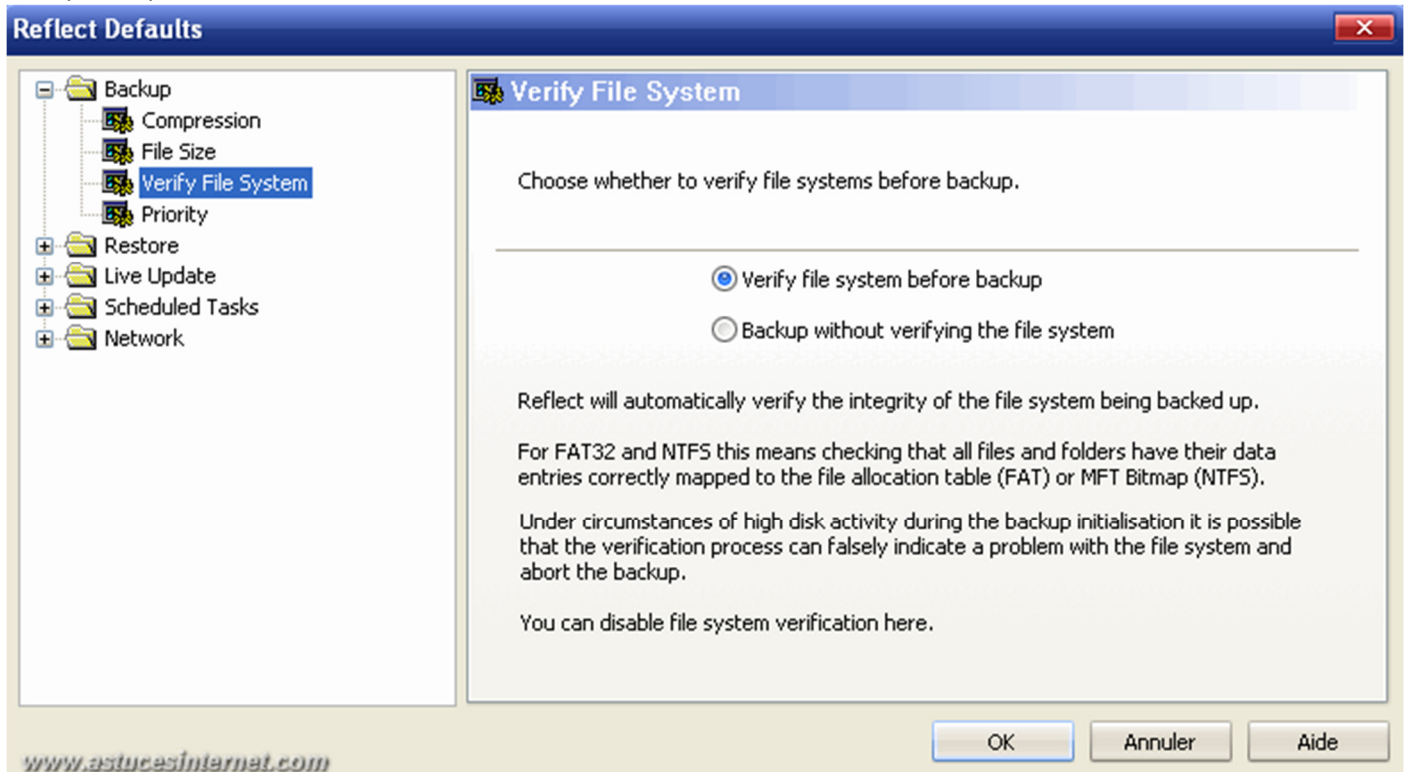 Reflect Defaults
Backup
Compression
File Size
Verify File System
Priority
Restore
Live Update
Scheduled Tasks
Network
Verify File System
Choose whether to verify file systems before backup.
Verify file system before backup
Backup without verifying the file system
Reflect will automatically verify the integrity of the file system being backed up.
For FAT32 and NTFS this means checking that all files and folders have their data
entries correctly mapped to the file allocation table (FAT) or MFT Bitmap (NTFS).
Under circumstances of high disk activity during the backup initialisation it is possible
that the verification process can falsely indicate a problem with the file system and
abort the backup.
You can disable file system verification here.
OK
Annuler
Aide
www.astucesinternet.com